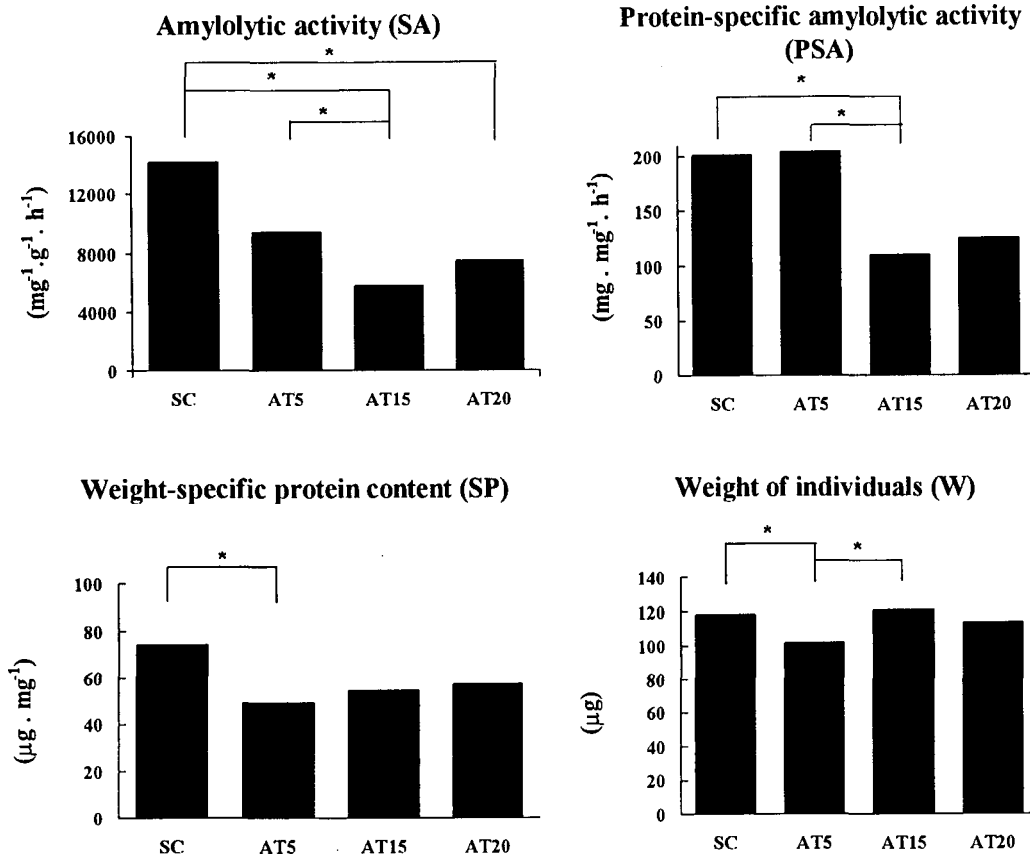 Amylolytic activity (SA)
*
*
*
16000
12000
8000
4000
0
(mg⁻¹.g⁻¹. h⁻¹)
SC AT5 AT15 AT20
Protein-specific amylolytic activity
(PSA)
*
*
200
150
100
50
0
(mg . mg⁻¹. h⁻¹)
SC AT5 AT15 AT20
Weight-specific protein content (SP)
*
100
80
60
40
20
0
(µg . mg⁻¹)
SC AT5 AT15 AT20
Weight of individuals (W)
*
*
140
120
100
80
60
40
20
0
(µg)
SC AT5 AT15 AT20